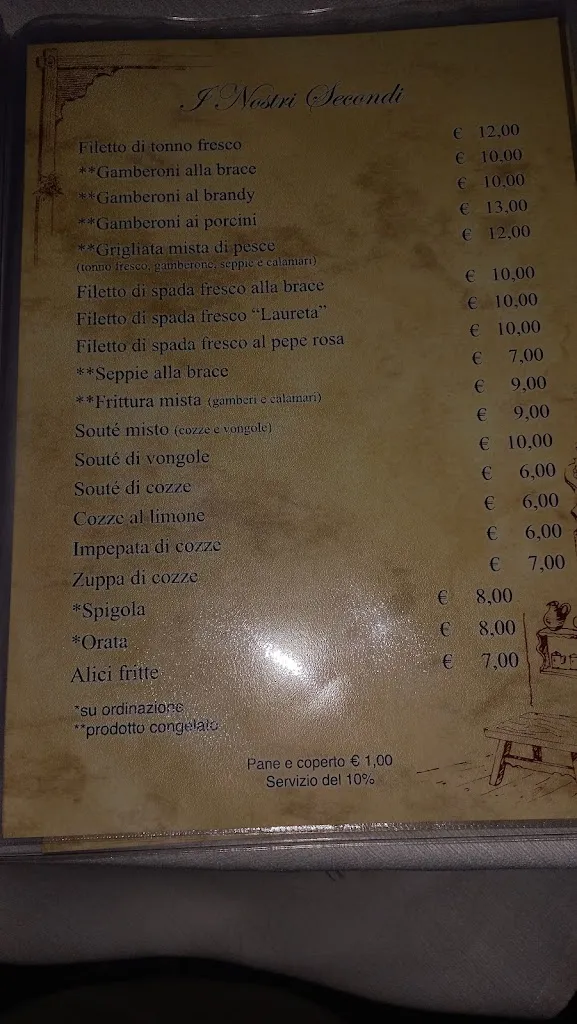 I Nostri Secondi
Filetto di tonno fresco € 12,00
**Gamberoni alla brace € 10,00
**Gamberoni al brandy € 10,00
**Gamberoni ai porcini € 13,00
**Grigliata mista di pesce € 12,00
(tonno fresco, gamberone, seppie e calamari)
Filetto di spada fresco alla brace € 10,00
Filetto di spada fresco “Laureta” € 10,00
Filetto di spada fresco al pepe rosa € 10,00
**Seppie alla brace € 7,00
**Frittura mista (gamberi e calamari) € 9,00
Souté misto (cozze e vongole) € 9,00
Souté di vongole € 10,00
Souté di cozze € 6,00
Cozze al limone € 6,00
Impepata di cozze € 6,00
Zuppa di cozze € 7,00
*Spigola € 8,00
*Orata € 8,00
Alici fritte € 7,00
*su ordinazione
**prodotto congelato
Pane e coperto € 1,00
Servizio del 10%